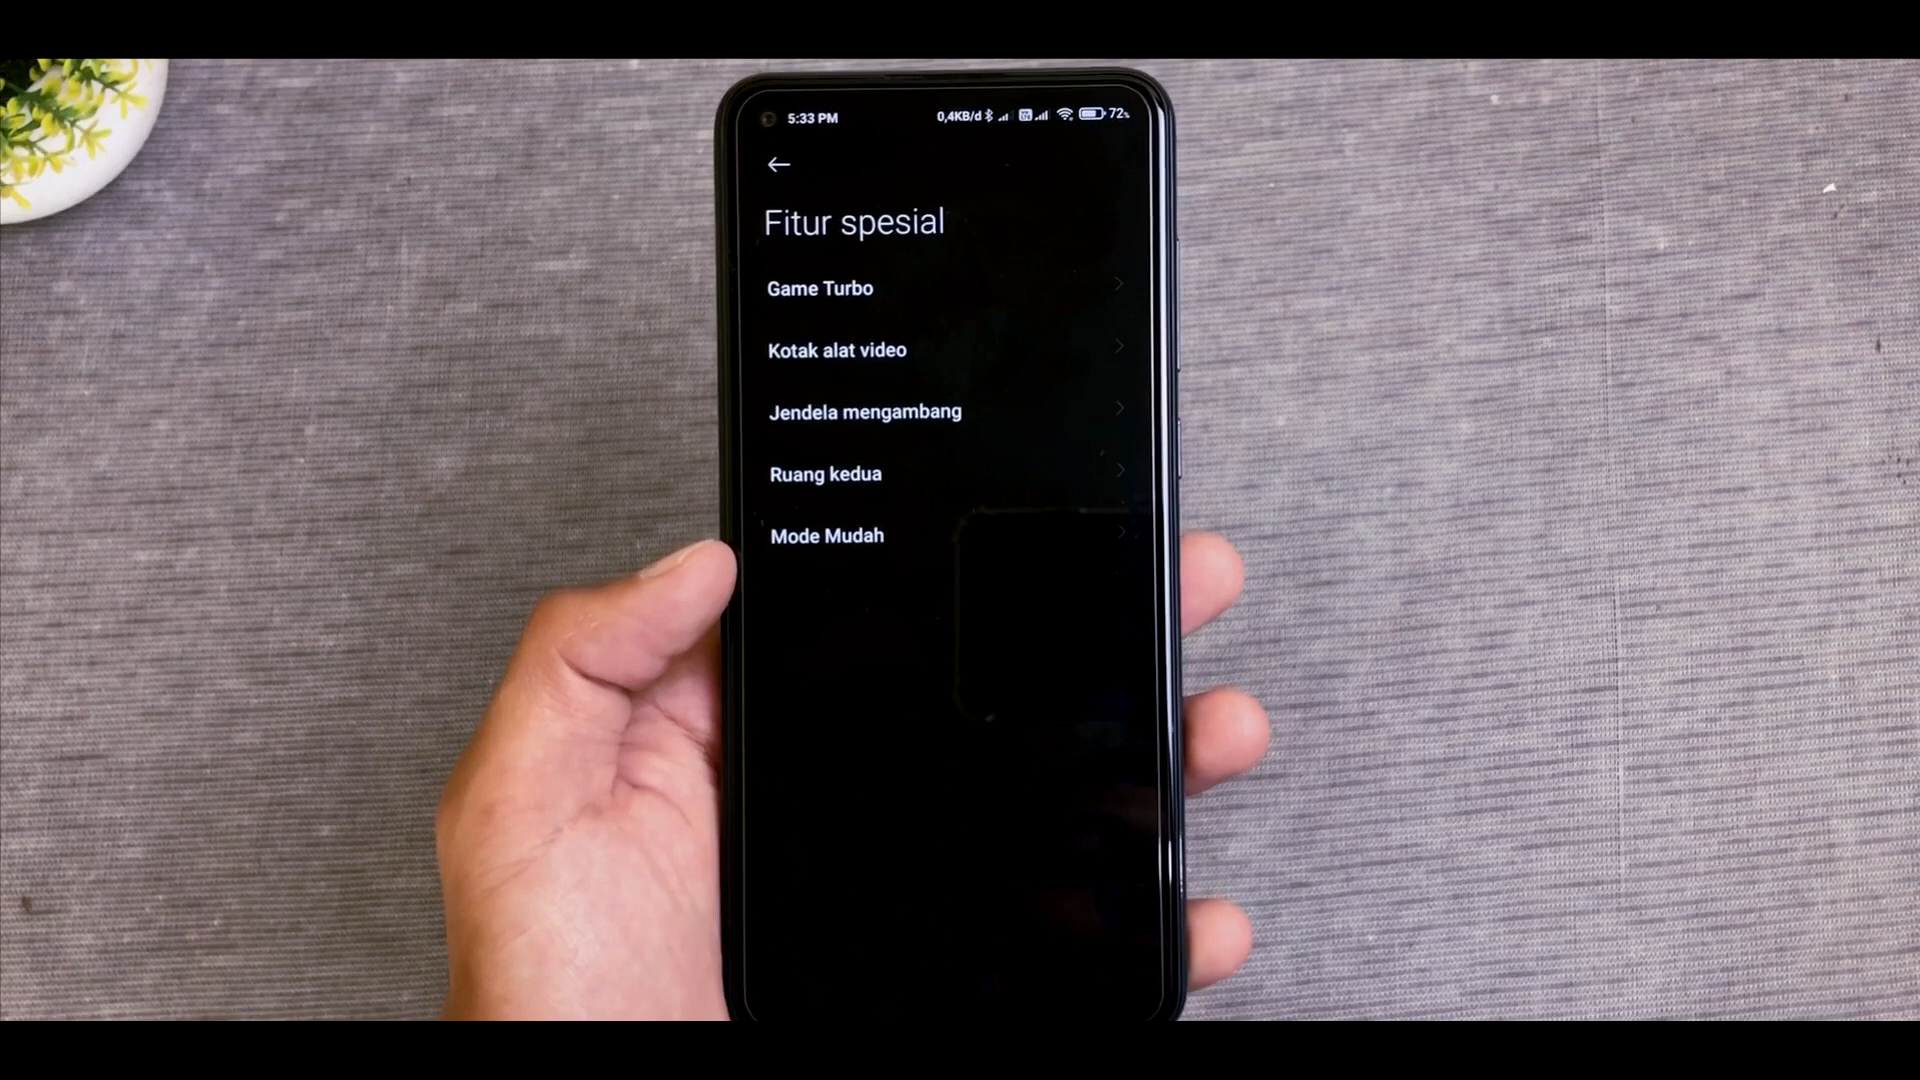 5:33 PM 0,4KB/d 72%
Fitur spesial
Game Turbo
Kotak alat video
Jendela mengambang
Ruang kedua
Mode Mudah